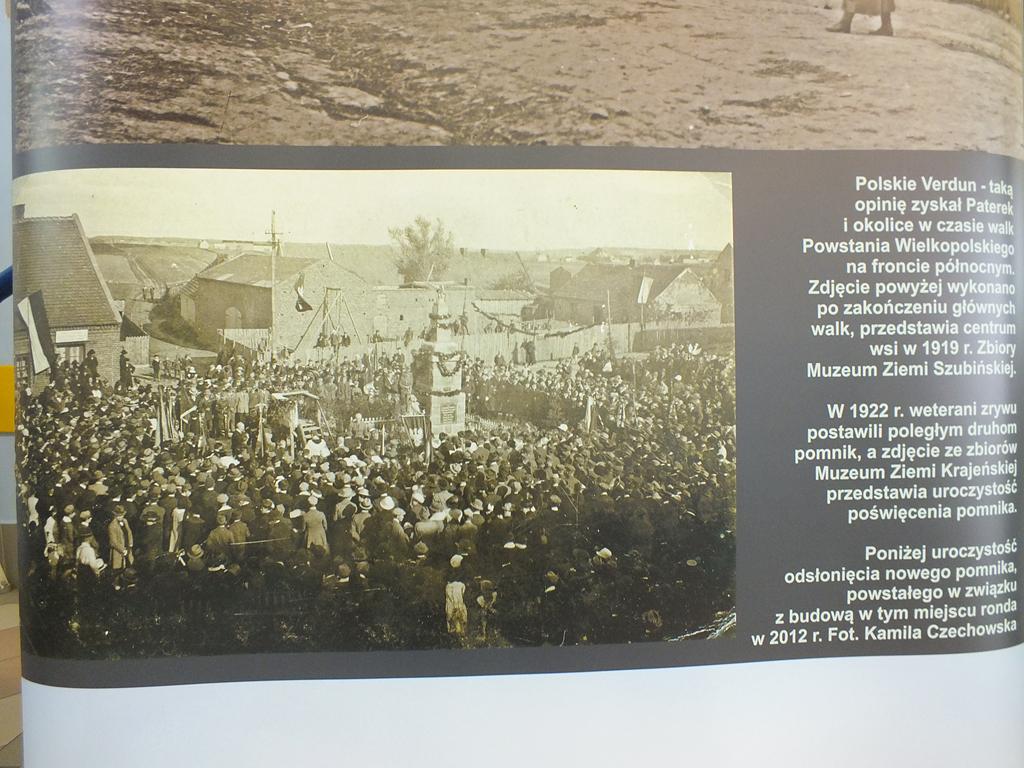 Polskie Verdun - taką
opinię zyskał Paterek
i okolice w czasie walk
Powstania Wielkopolskiego
na froncie północnym.
Zdjęcie powyżej wykonano
po zakończeniu głównych
walk, przedstawia centrum
wsi w 1919 r. Zbiory
Muzeum Ziemi Szubińskiej.
W 1922 r. weterani zrywu
postawili poległym druhom
pomnik, a zdjęcie ze zbiorów
Muzeum Ziemi Krajeńskiej
przedstawia uroczystość
poświęcenia pomnika.
Poniżej uroczystość
odsłonięcia nowego pomnika,
powstałego w związku
z budową w tym miejscu ronda
w 2012 r. Fot. Kamila Czechowska